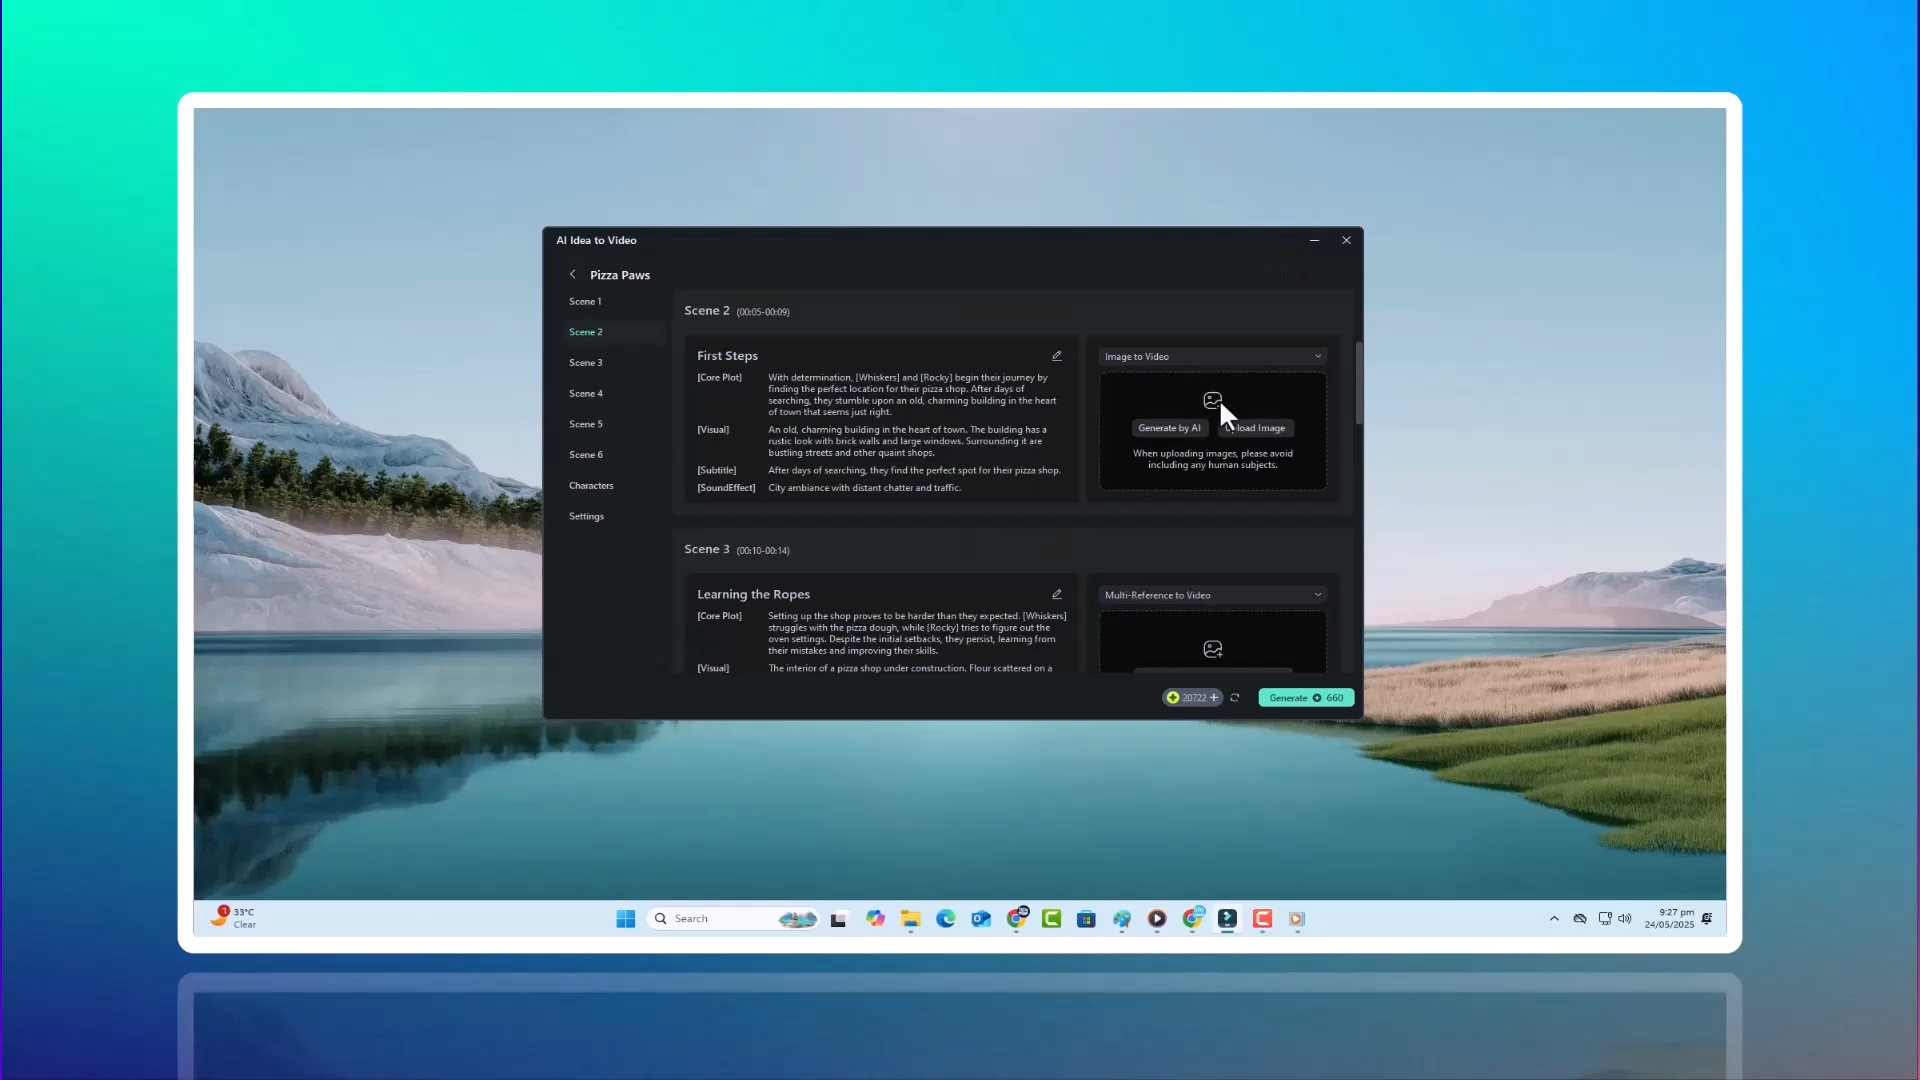 AI Idea to Video
Pizza Paws
Scene 1
Scene 2
Scene 3
Scene 4
Scene 5
Scene 6
Characters
Settings
Scene 2 (00:05-00:09)
First Steps
[Core Plot] With determination, [Whiskers] and [Rocky] begin their journey by
finding the perfect location for their pizza shop. After days of
searching, they stumble upon an old, charming building in the heart
of town that seems just right.
[Visual] An old, charming building in the heart of town. The building has a
rustic look with brick walls and large windows. Surrounding it are
bustling streets and other quaint shops.
[Subtitle] After days of searching, they find the perfect spot for their pizza shop.
[SoundEffect] City ambiance with distant chatter and traffic.
Image to Video
Generate by AI
Upload Image
When uploading images, please avoid
including any human subjects.
Scene 3 (00:10-00:14)
Learning the Ropes
[Core Plot] Setting up the shop proves to be harder than they expected. [Whiskers]
struggles with the pizza dough, while [Rocky] tries to figure out the
oven settings. Despite the initial setbacks, they persist, learning from
their mistakes and improving their skills.
[Visual] The interior of a pizza shop under construction. Flour scattered on a
Multi-Reference to Video
20722 +
Generate 660
1
33°C
Clear
Search
9:27 pm
24/05/2025